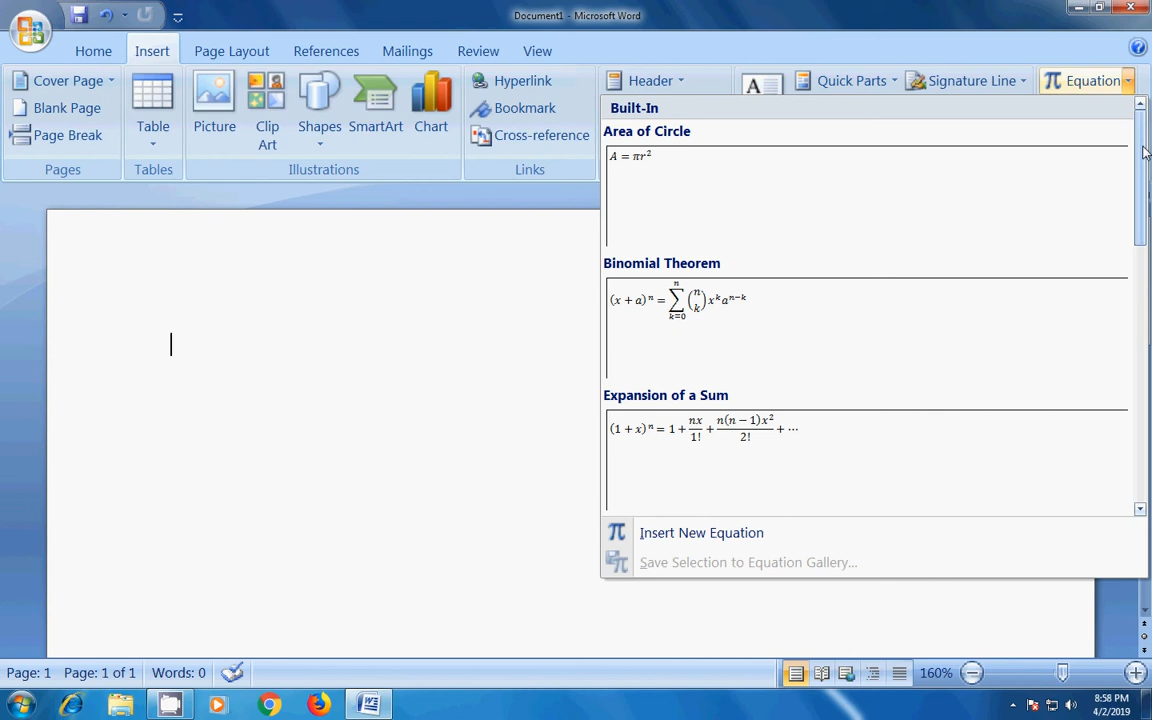 Document1 - Microsoft Word
Home Insert Page Layout References Mailings Review View
Cover Page
Blank Page
Page Break
Pages
Table
Tables
Picture
Clip
Art
Shapes
SmartArt
Chart
Illustrations
Hyperlink
Bookmark
Cross-reference
Links
Header
A
Quick Parts
Signature Line
π Equation
Built-In
Area of Circle
A = πr²
Binomial Theorem
(x + a)ⁿ = ∑ₖ₌₀ⁿ (n k) xᵏaⁿ⁻ᵏ
Expansion of a Sum
(1 + x)ⁿ = 1 + nx/1! + n(n − 1)x²/2! + ⋯
π Insert New Equation
Save Selection to Equation Gallery...
Page: 1 Page: 1 of 1 Words: 0 160%
8:58 PM
4/2/2019